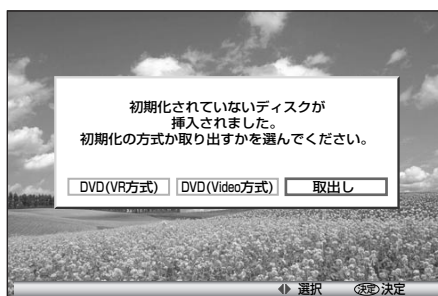 初期化されていないディスクが
挿入されました。
初期化の方式か取り出すかを選んでください。
DVD(VR方式) DVD(Video方式) 取出し
選択 決定 決定